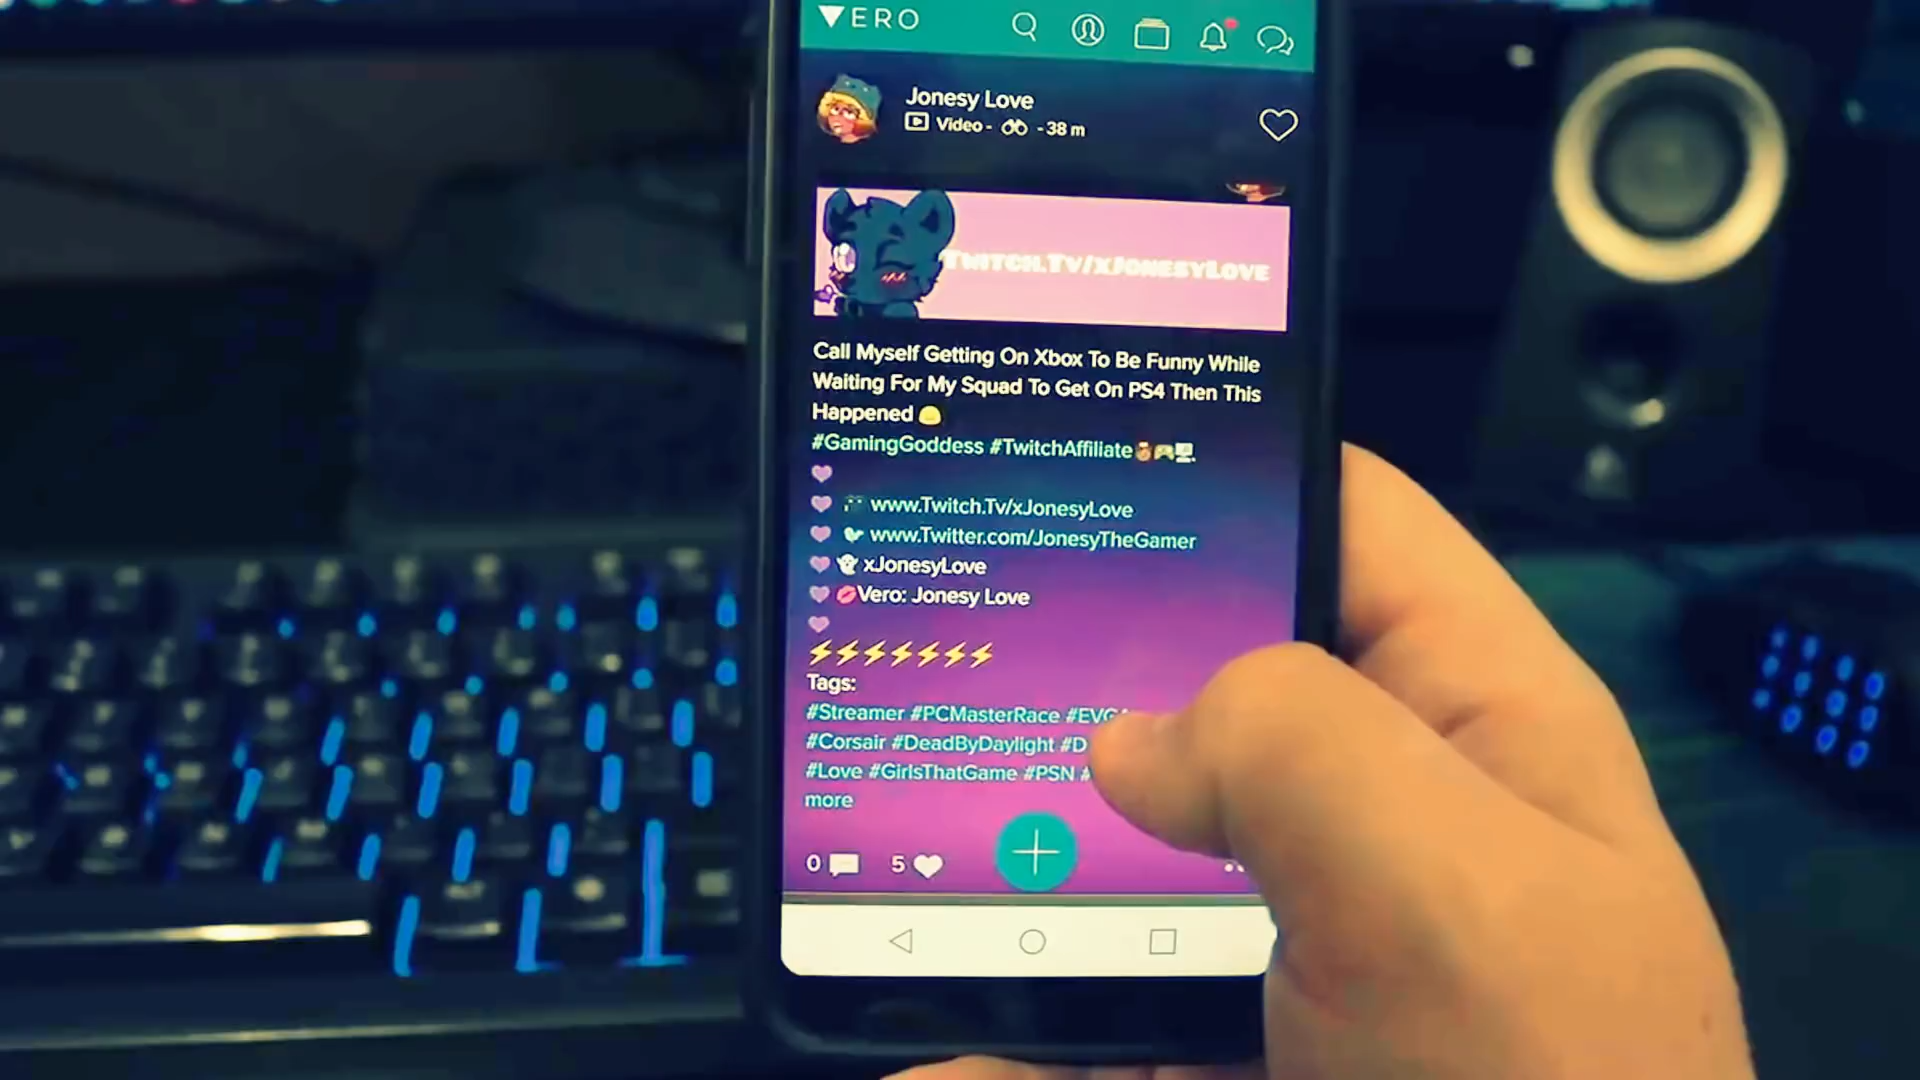 VERO
Jonesy Love
Video - - 38 m
Twitch.Tv/xJonesyLove
Call Myself Getting On Xbox To Be Funny While
Waiting For My Squad To Get On PS4 Then This
Happened
#GamingGoddess #TwitchAffiliate
www.Twitch.Tv/xJonesyLove
www.Twitter.com/JonesyTheGamer
xJonesyLove
Vero: Jonesy Love
Tags:
#Streamer #PCMasterRace
#Corsair #DeadByDaylight #D
#Love #GirlsThatGame #PSN #
more
0 5